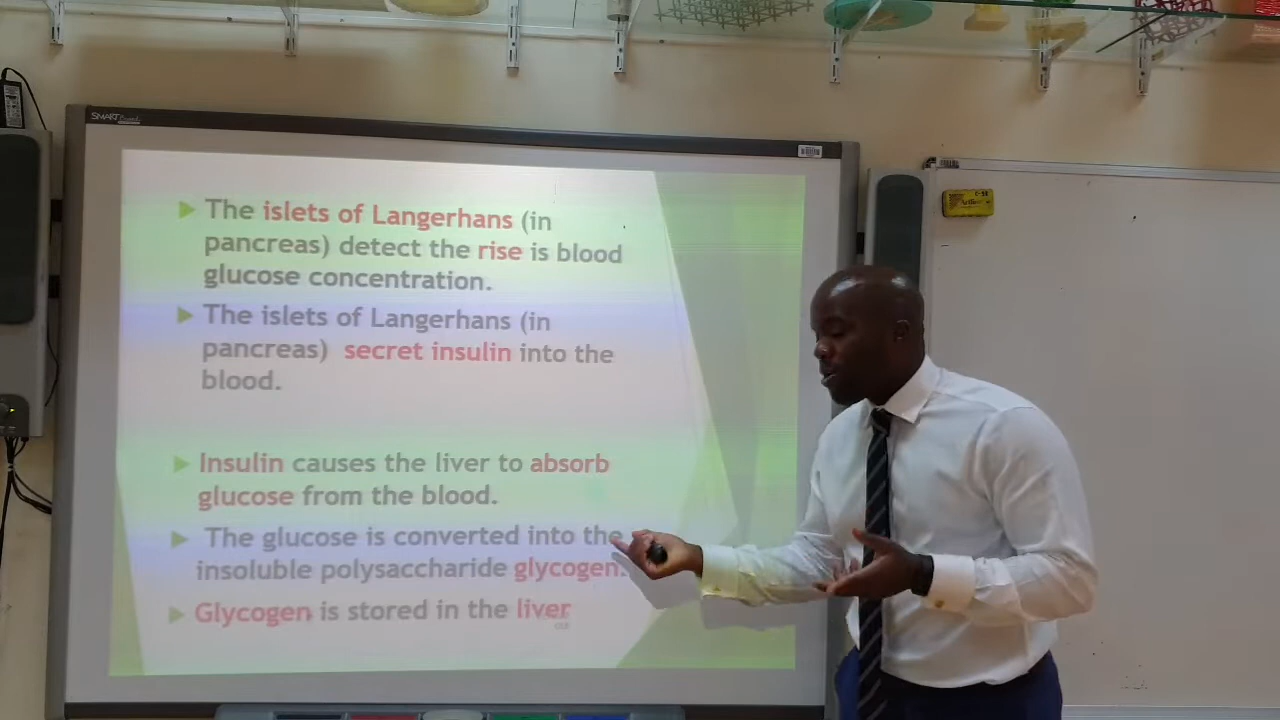 SMART
The islets of Langerhans (in
pancreas) detect the rise is blood
glucose concentration.
The islets of Langerhans (in
pancreas) secret insulin into the
blood.
Insulin causes the liver to absorb
glucose from the blood.
The glucose is converted into the
insoluble polysaccharide glycogen.
Glycogen is stored in the liver